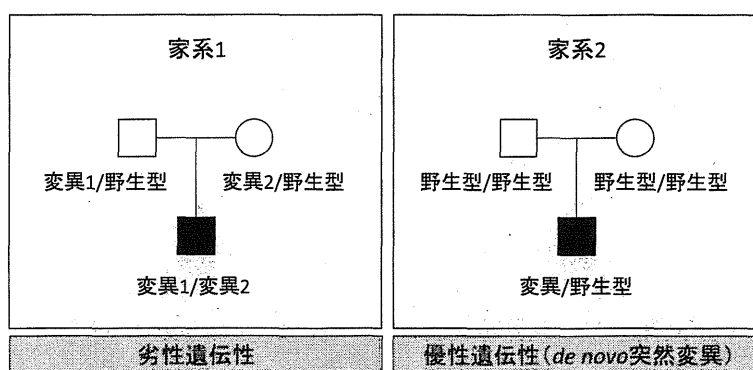 家系1
変異1/野生型 変異2/野生型
変異1/変異2
劣性遺伝性
家系2
野生型/野生型 野生型/野生型
変異/野生型
優性遺伝性(de novo突然変異)